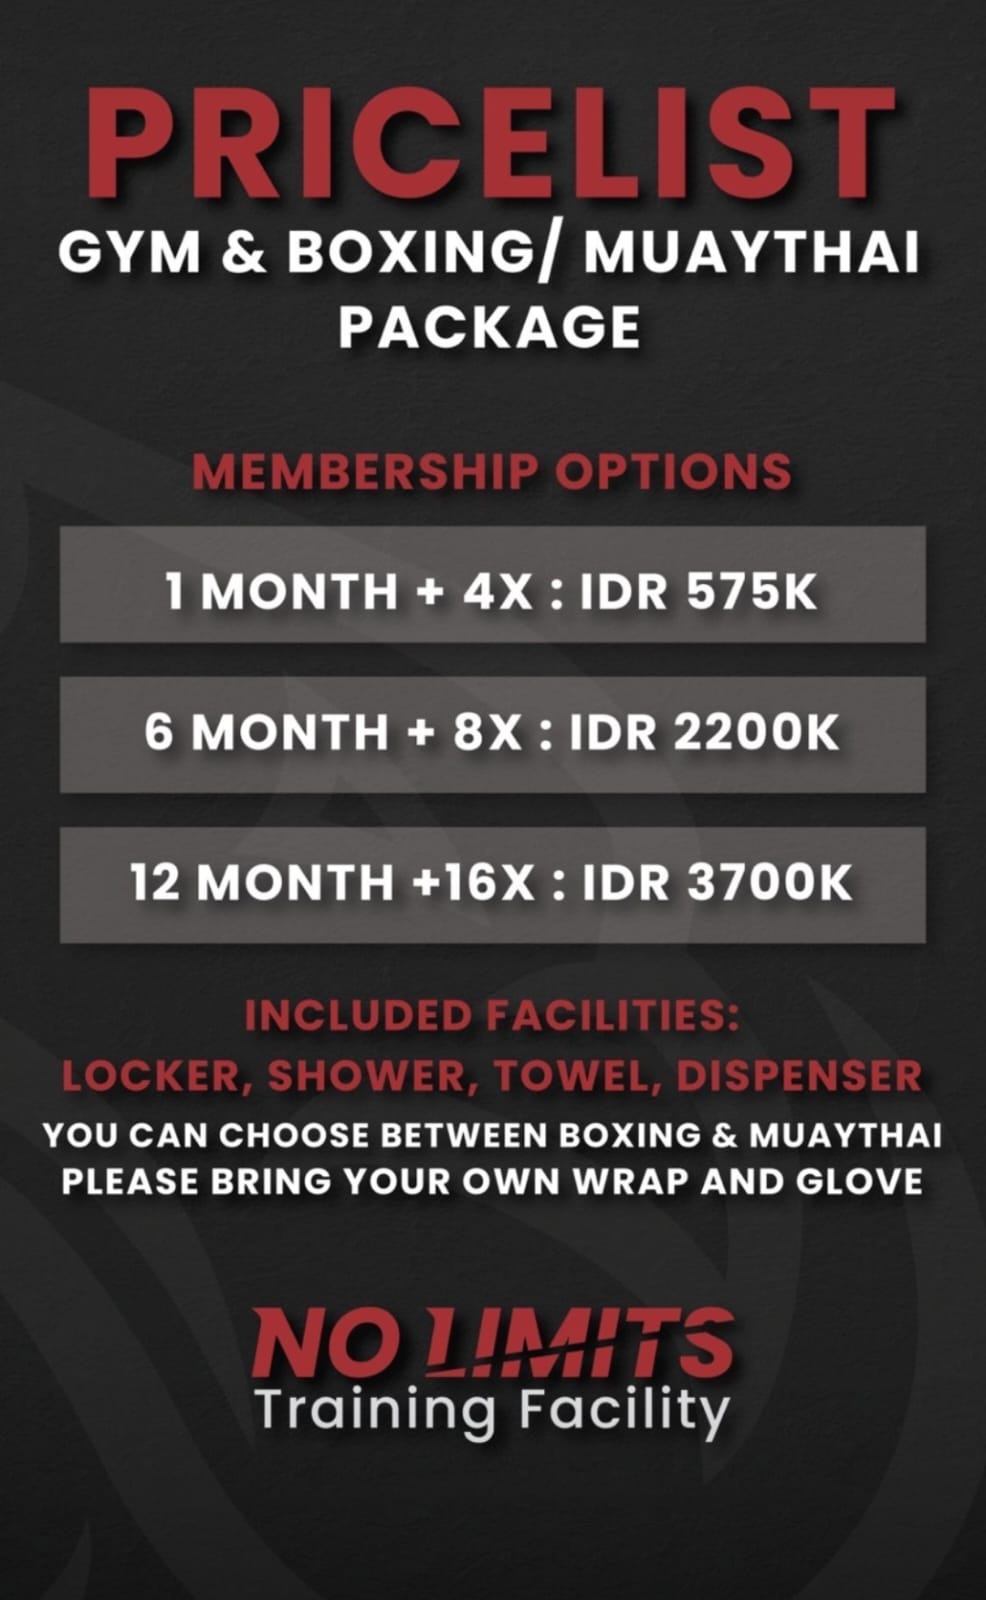 PRICELIST
GYM & BOXING/ MUAYTHAI
PACKAGE
MEMBERSHIP OPTIONS
1 MONTH + 4X : IDR 575K
6 MONTH + 8X : IDR 2200K
12 MONTH +16X : IDR 3700K
INCLUDED FACILITIES:
LOCKER, SHOWER, TOWEL, DISPENSER
YOU CAN CHOOSE BETWEEN BOXING & MUAYTHAI
PLEASE BRING YOUR OWN WRAP AND GLOVE
NO LIMITS
Training Facility